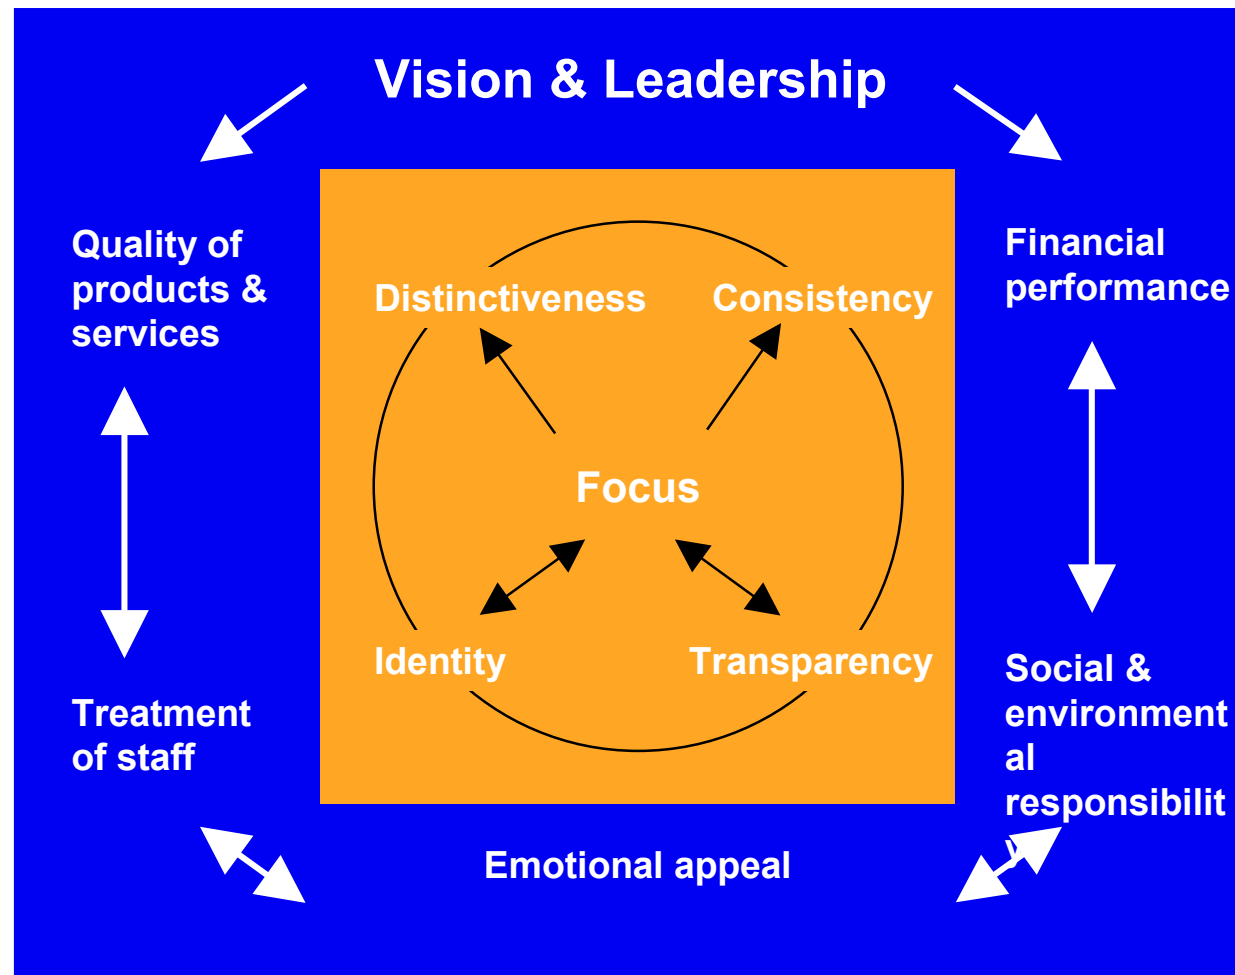 Vision & Leadership
Quality of
products &
services
Financial
performance
Distinctiveness
Consistency
Focus
Identity
Transparency
Treatment
of staff
Social &
environment
al
responsibilit
Emotional appeal